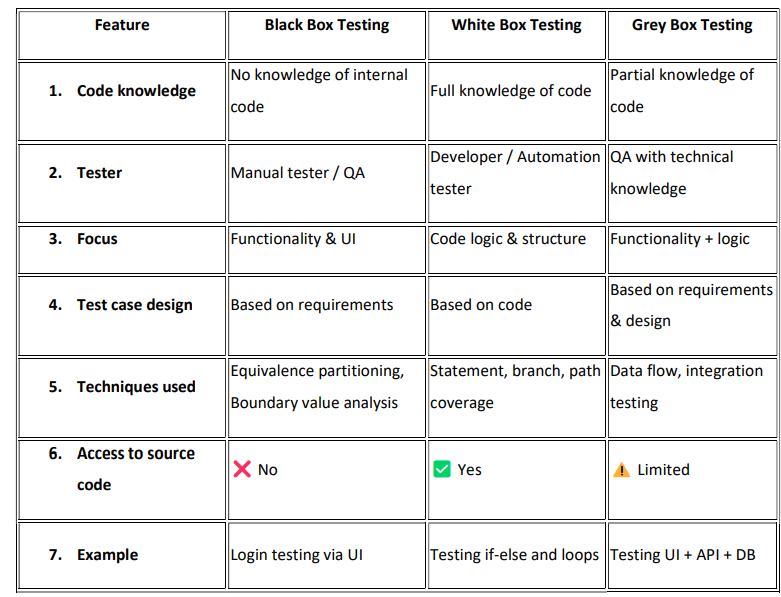 Feature Black Box Testing White Box Testing Grey Box Testing
1. Code knowledge
No knowledge of internal
code
Full knowledge of code
Partial knowledge of
code
2. Tester
Manual tester / QA
Developer / Automation
tester
QA with technical
knowledge
3. Focus
Functionality & UI
Code logic & structure
Functionality + logic
4. Test case design
Based on requirements
Based on code
Based on requirements
& design
5. Techniques used
Equivalence partitioning,
Boundary value analysis
Statement, branch, path
coverage
Data flow, integration
testing
6. Access to source
code
❌ No
✅ Yes
⚠ Limited
7. Example
Login testing via UI
Testing if-else and loops
Testing UI + API + DB